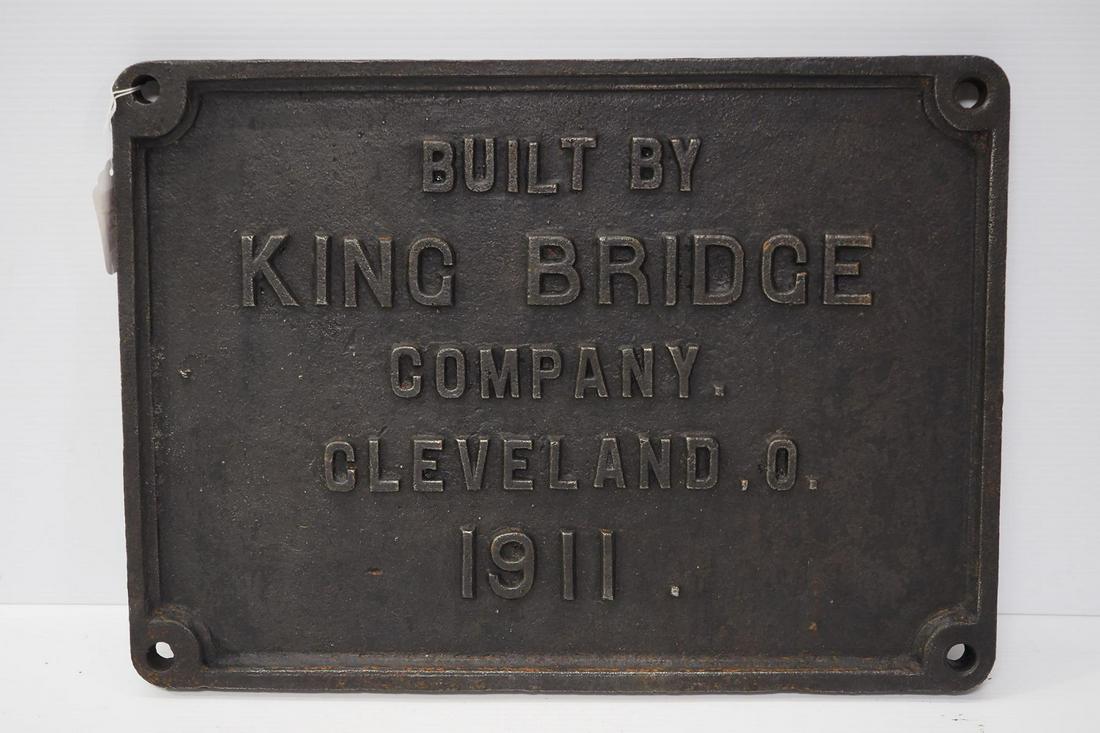 BUILT BY
KING BRIDGE
COMPANY.
CLEVELAND, O.
1911.